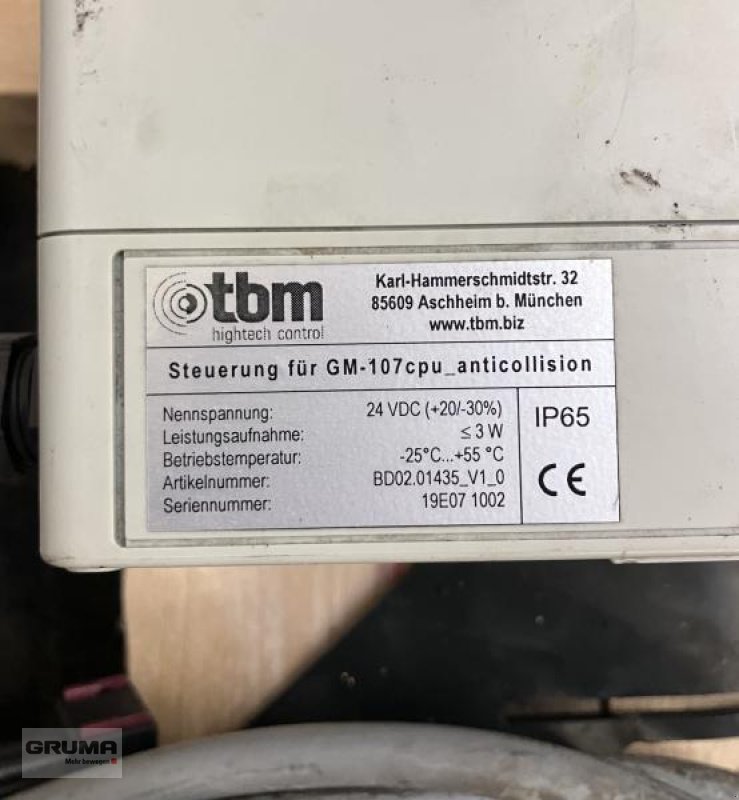 tbm
hightech control
Karl-Hammerschmidtstr. 32
85609 Aschheim b. München
www.tbm.biz
Steuerung für GM-107cpu_anticollision
Nennspannung: 24 VDC (+20/-30%)
Leistungsaufnahme: ≤ 3 W
Betriebstemperatur: -25°C...+55 °C
Artikelnummer: BD02.01435_V1_0
Seriennummer: 19E07 1002
IP65
CE
GRUMA
Mehr bewegen